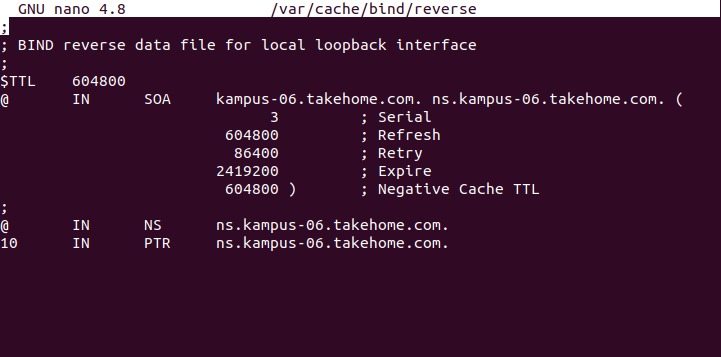 GNU nano 4.8 /var/cache/bind/reverse
;
; BIND reverse data file for local loopback interface
;
$TTL 604800
@ IN SOA kampus-06.takehome.com. ns.kampus-06.takehome.com. (
3 ; Serial
604800 ; Refresh
86400 ; Retry
2419200 ; Expire
604800 ) ; Negative Cache TTL
;
@ IN NS ns.kampus-06.takehome.com.
10 IN PTR ns.kampus-06.takehome.com.